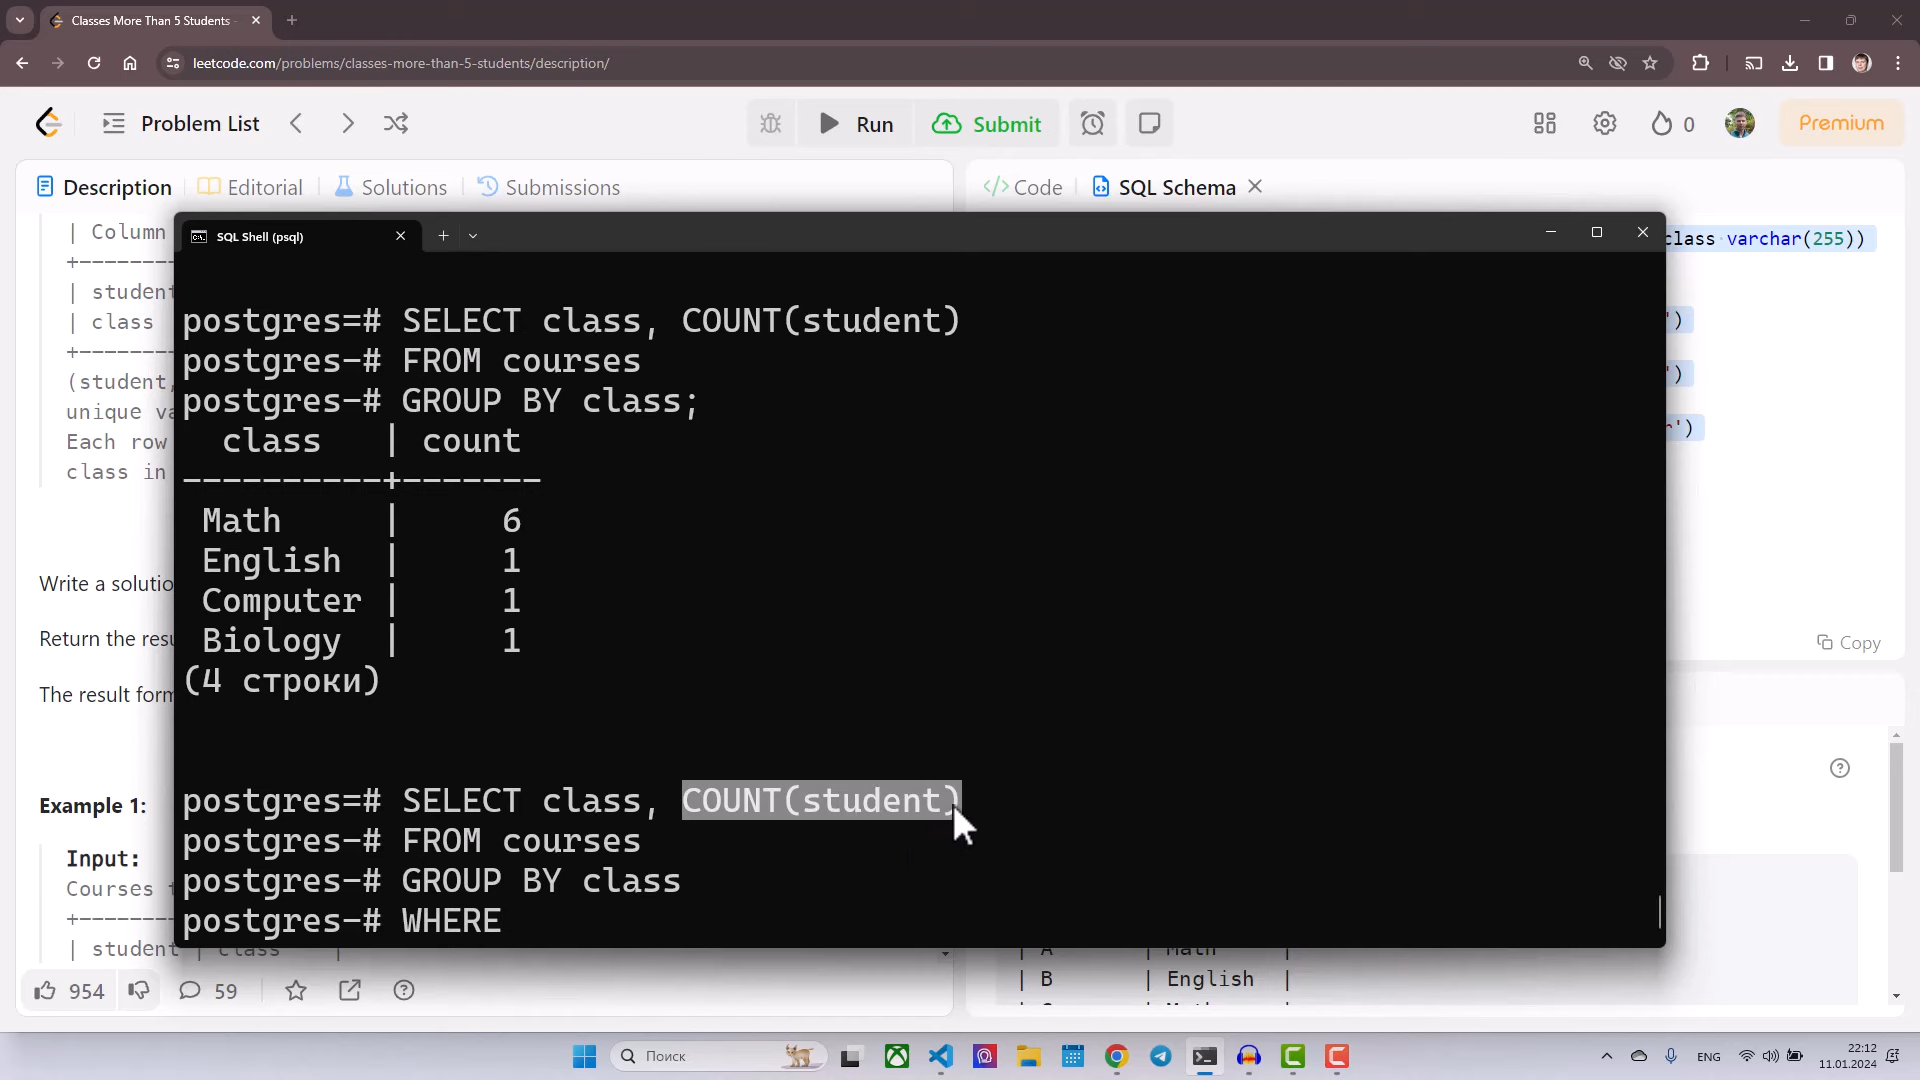 Classes More Than 5 Students -
leetcode.com/problems/classes-more-than-5-students/description/
Problem List
Run
Submit
0
Premium
Description
Editorial
Solutions
Submissions
Code
SQL Schema
| Column
+-------
| student
| class
+-------
(student,
unique va
Each row
class in
Write a solutio
Return the resu
The result form
Example 1:
Input:
Courses t
+-------
| student | class |
954
59
class varchar(255))
')
')
r')
Copy
SQL Shell (psql)
postgres=# SELECT class, COUNT(student)
postgres-# FROM courses
postgres-# GROUP BY class;
class | count
----------+-------
Math | 6
English | 1
Computer | 1
Biology | 1
(4 строки)
postgres=# SELECT class, COUNT(student)
postgres-# FROM courses
postgres-# GROUP BY class
postgres-# WHERE
| A | Math |
| B | English |
Поиск
ENG
22:12
11.01.2024